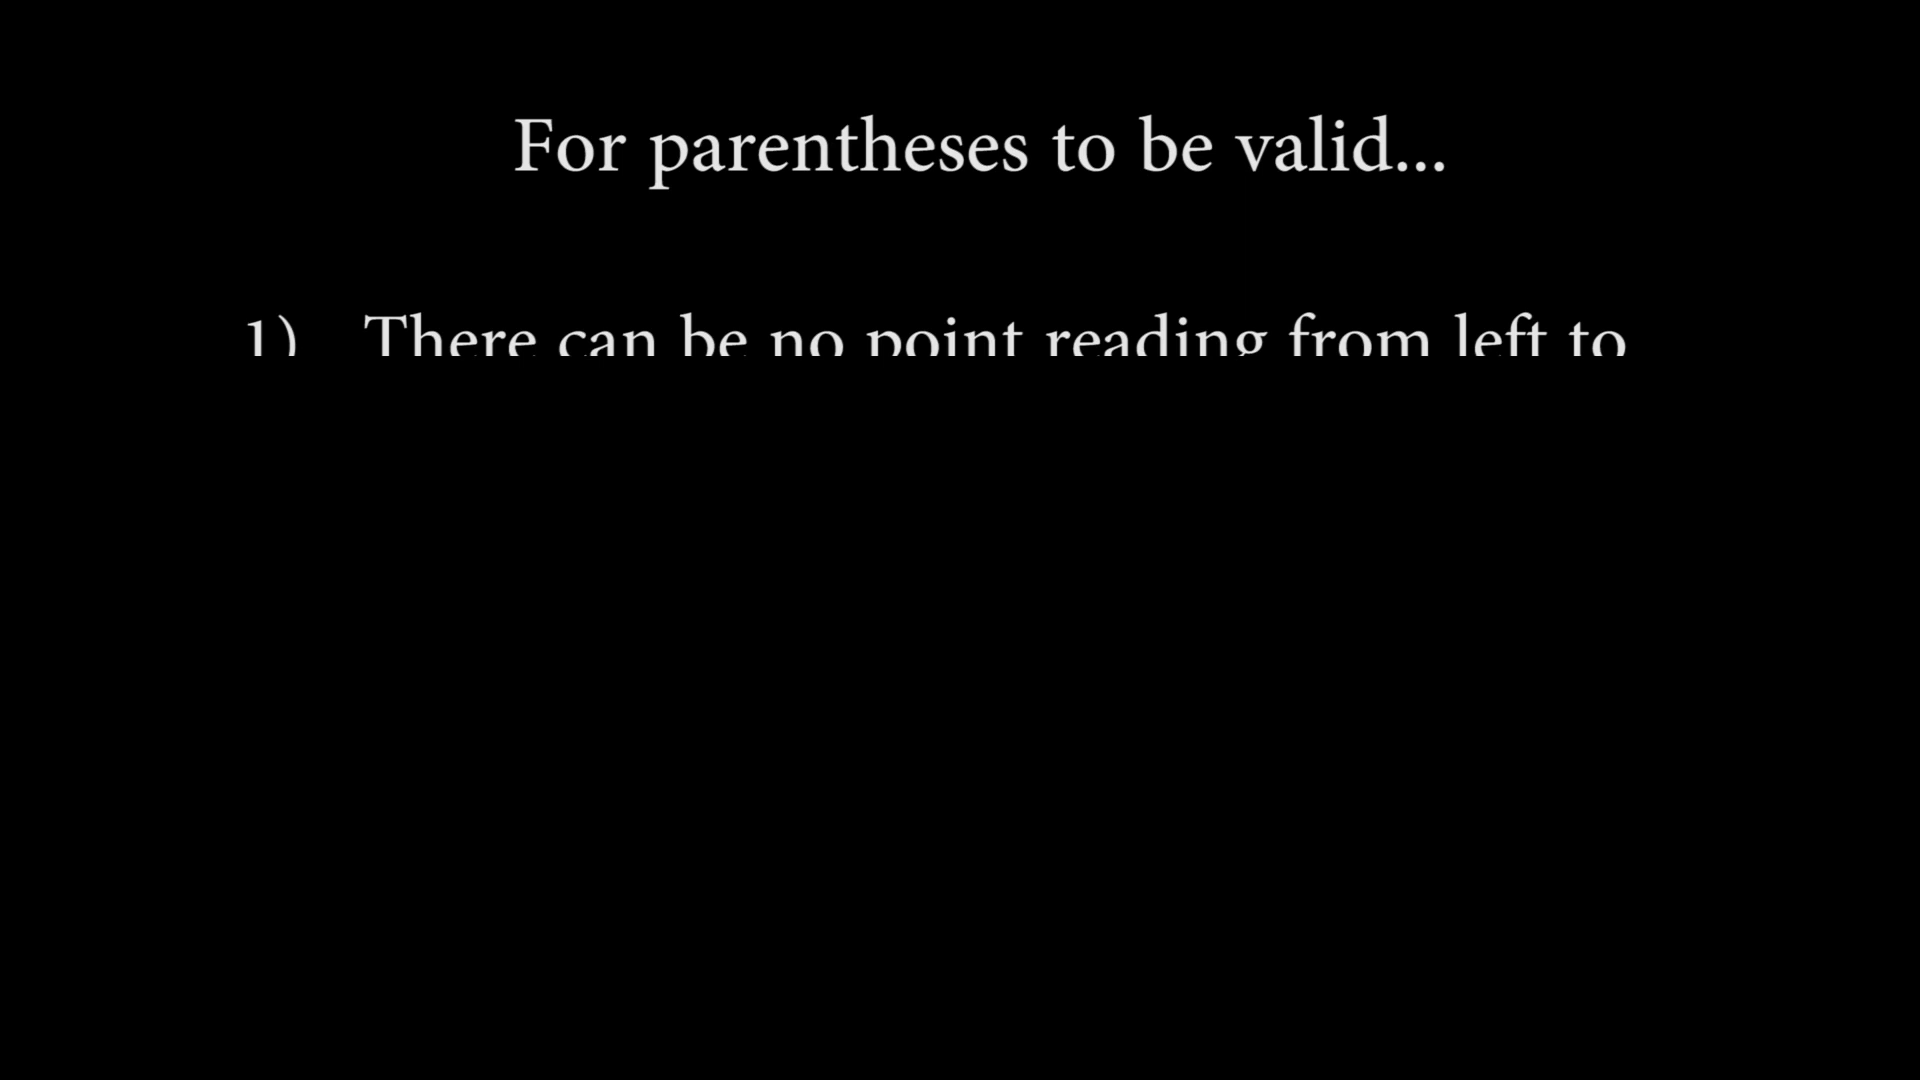 For parentheses to be valid...
1) There can be no point reading from left to